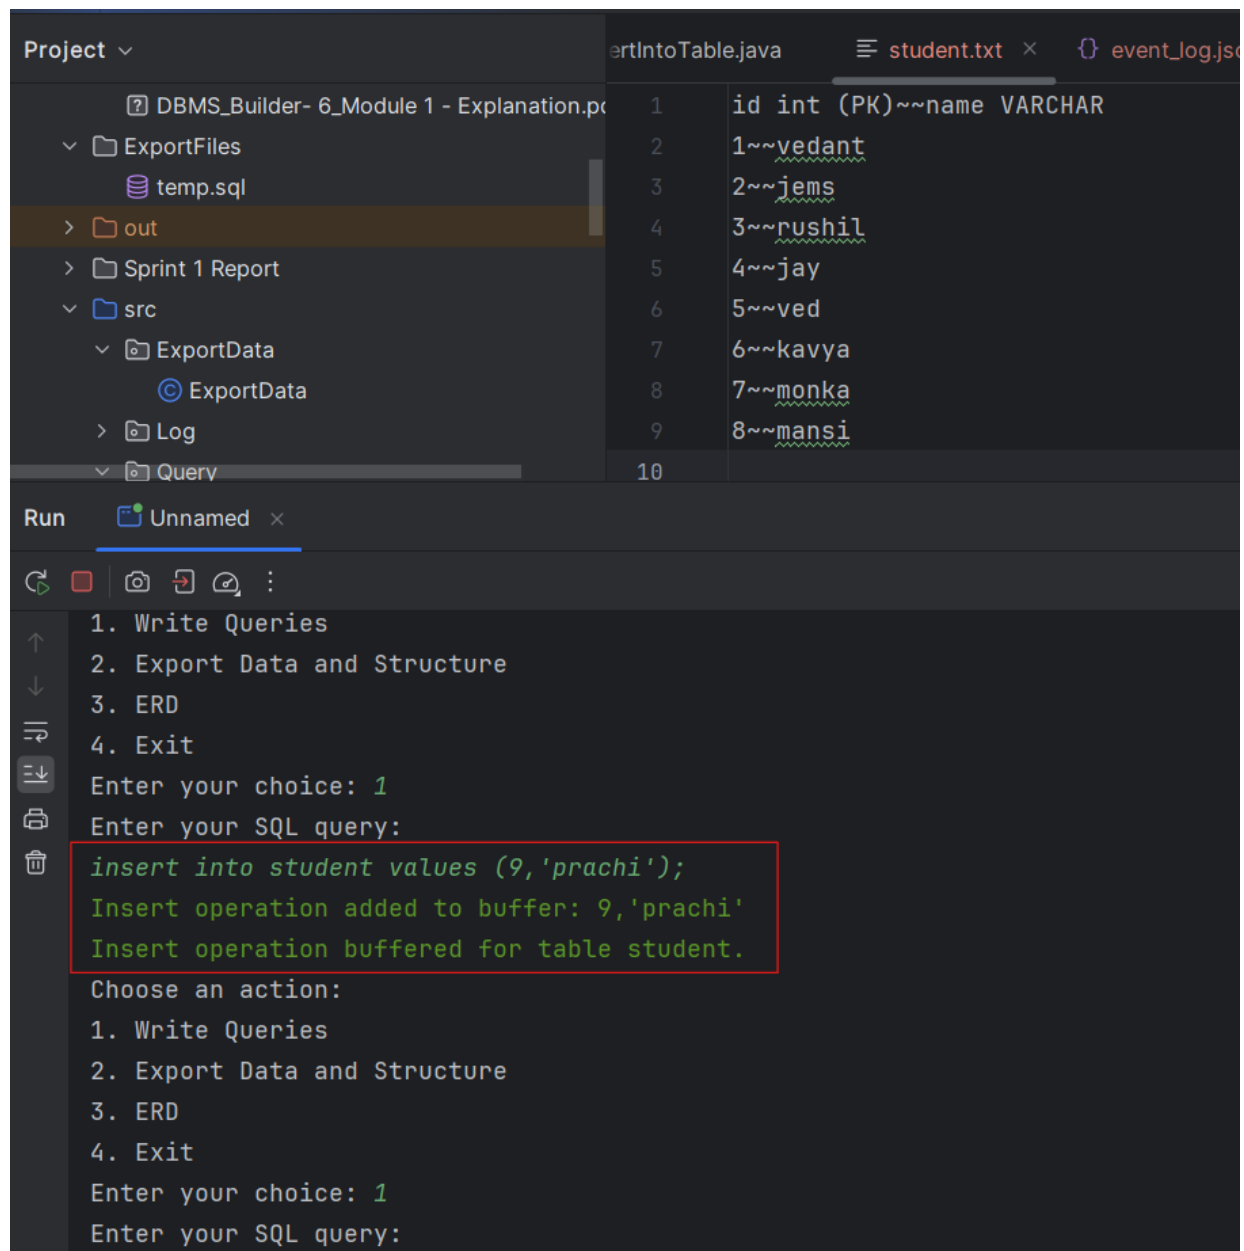 Project
DBMS_Builder- 6_Module 1 - Explanation.pd
ExportFiles
temp.sql
out
Sprint 1 Report
src
ExportData
ExportData
Log
Query
ertIntoTable.java student.txt event_log.jso
1 id int (PK)~~name VARCHAR
2 1~~vedant
3 2~~jems
4 3~~rushil
5 4~~jay
6 5~~ved
7 6~~kavya
8 7~~monka
9 8~~mansi
10
Run Unnamed
1. Write Queries
2. Export Data and Structure
3. ERD
4. Exit
Enter your choice: 1
Enter your SQL query:
insert into student values (9,'prachi');
Insert operation added to buffer: 9,'prachi'
Insert operation buffered for table student.
Choose an action:
1. Write Queries
2. Export Data and Structure
3. ERD
4. Exit
Enter your choice: 1
Enter your SQL query: